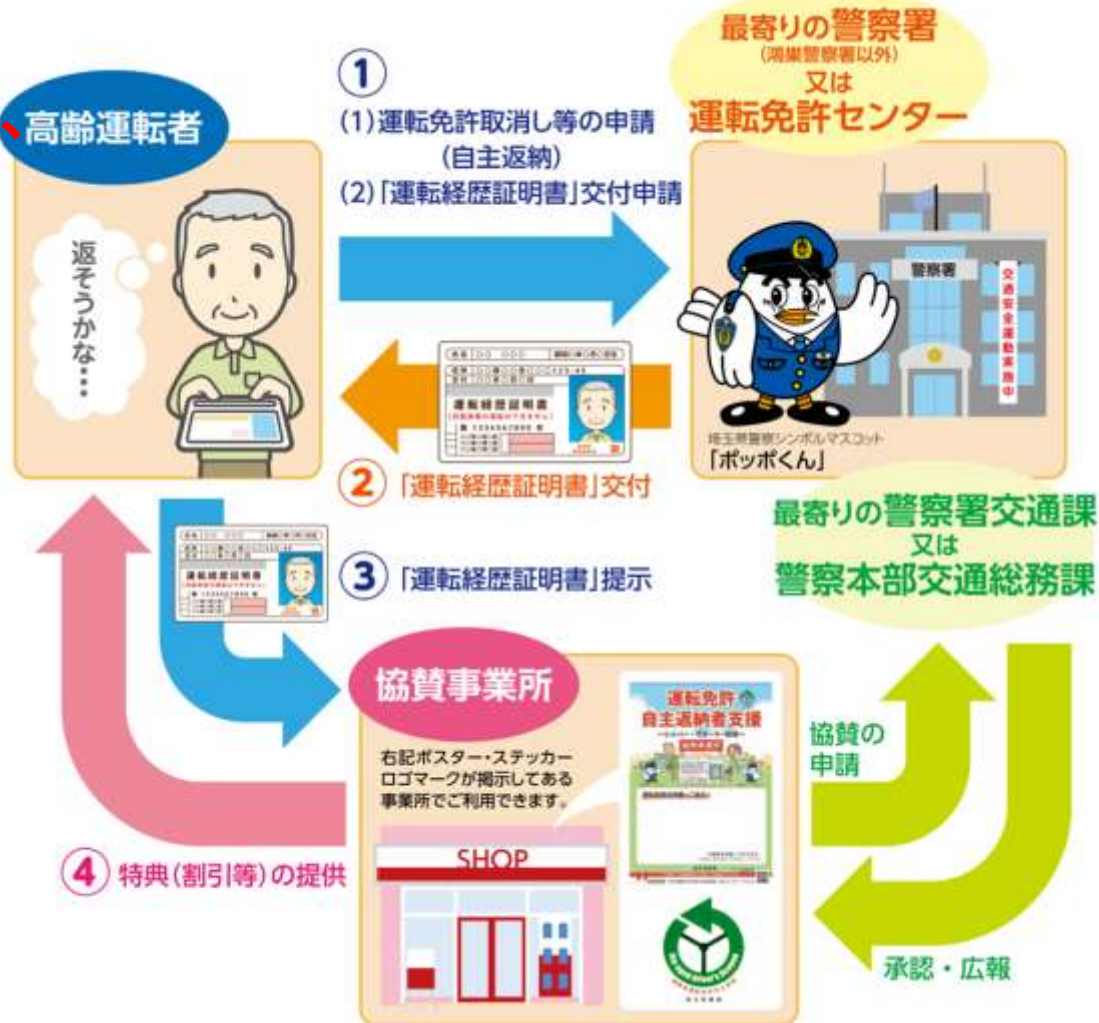 高齢運転者
返そうかな…
①
(1)運転免許取消し等の申請
(自主返納)
(2)「運転経歴証明書」交付申請
最寄りの警察署
(鴻巣警察署以外)
又は
運転免許センター
警察署
交通安全運動実施中
埼玉県警察シンボルマスコット
「ポッポくん」
運転経歴証明書
② 「運転経歴証明書」交付
運転経歴証明書
③ 「運転経歴証明書」提示
最寄りの警察署交通課
又は
警察本部交通総務課
協賛事業所
右記ポスター・ステッカー
ロゴマークが掲示してある
事業所でご利用できます。
SHOP
運転免許
自主返納者支援
協賛の
申請
④ 特典(割引等)の提供
承認・広報